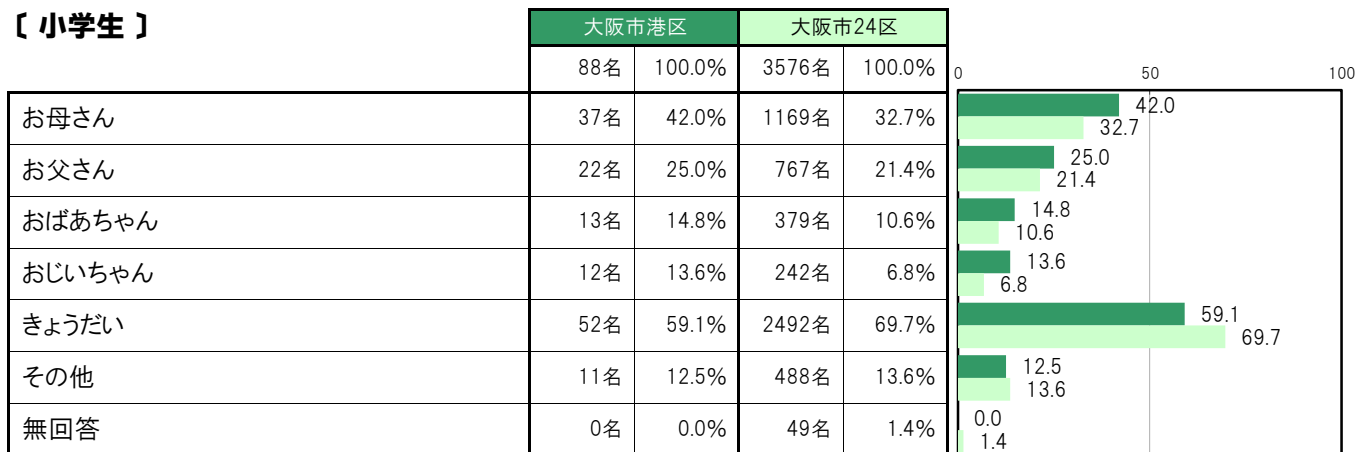 〔 小学生 〕
大阪市港区 大阪市24区
88名 100.0% 3576名 100.0%
0 50 100
お母さん 37名 42.0% 1169名 32.7%
42.0
32.7
お父さん 22名 25.0% 767名 21.4%
25.0
21.4
おばあちゃん 13名 14.8% 379名 10.6%
14.8
10.6
おじいちゃん 12名 13.6% 242名 6.8%
13.6
6.8
きょうだい 52名 59.1% 2492名 69.7%
59.1
69.7
その他 11名 12.5% 488名 13.6%
12.5
13.6
無回答 0名 0.0% 49名 1.4%
0.0
1.4